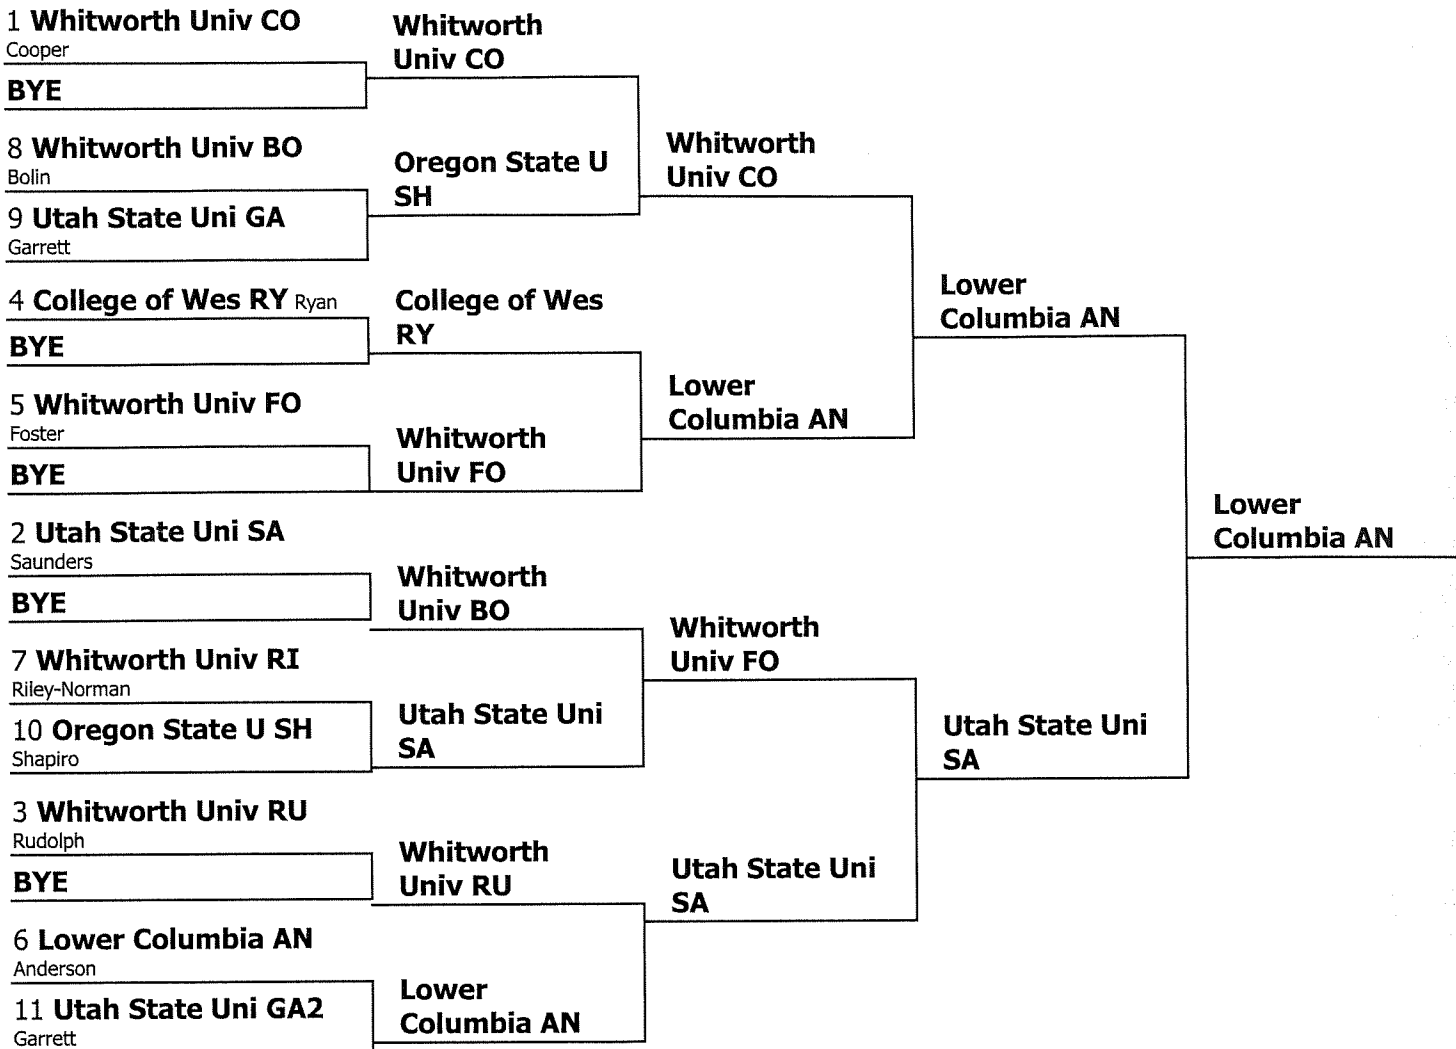 1 Whitworth Univ CO
Cooper
BYE
8 Whitworth Univ BO
Bolin
9 Utah State Uni GA
Garrett
4 College of Wes RY Ryan
BYE
5 Whitworth Univ FO
Foster
BYE
2 Utah State Uni SA
Saunders
BYE
7 Whitworth Univ RI
Riley-Norman
10 Oregon State U SH
Shapiro
3 Whitworth Univ RU
Rudolph
BYE
6 Lower Columbia AN
Anderson
11 Utah State Uni GA2
Garrett
Whitworth
Univ CO
Oregon State U
SH
College of Wes
RY
Whitworth
Univ FO
Whitworth
Univ BO
Utah State Uni
SA
Whitworth
Univ RU
Lower
Columbia AN
Whitworth
Univ CO
Lower
Columbia AN
Whitworth
Univ FO
Utah State Uni
SA
Lower
Columbia AN
Utah State Uni
SA
Lower
Columbia AN